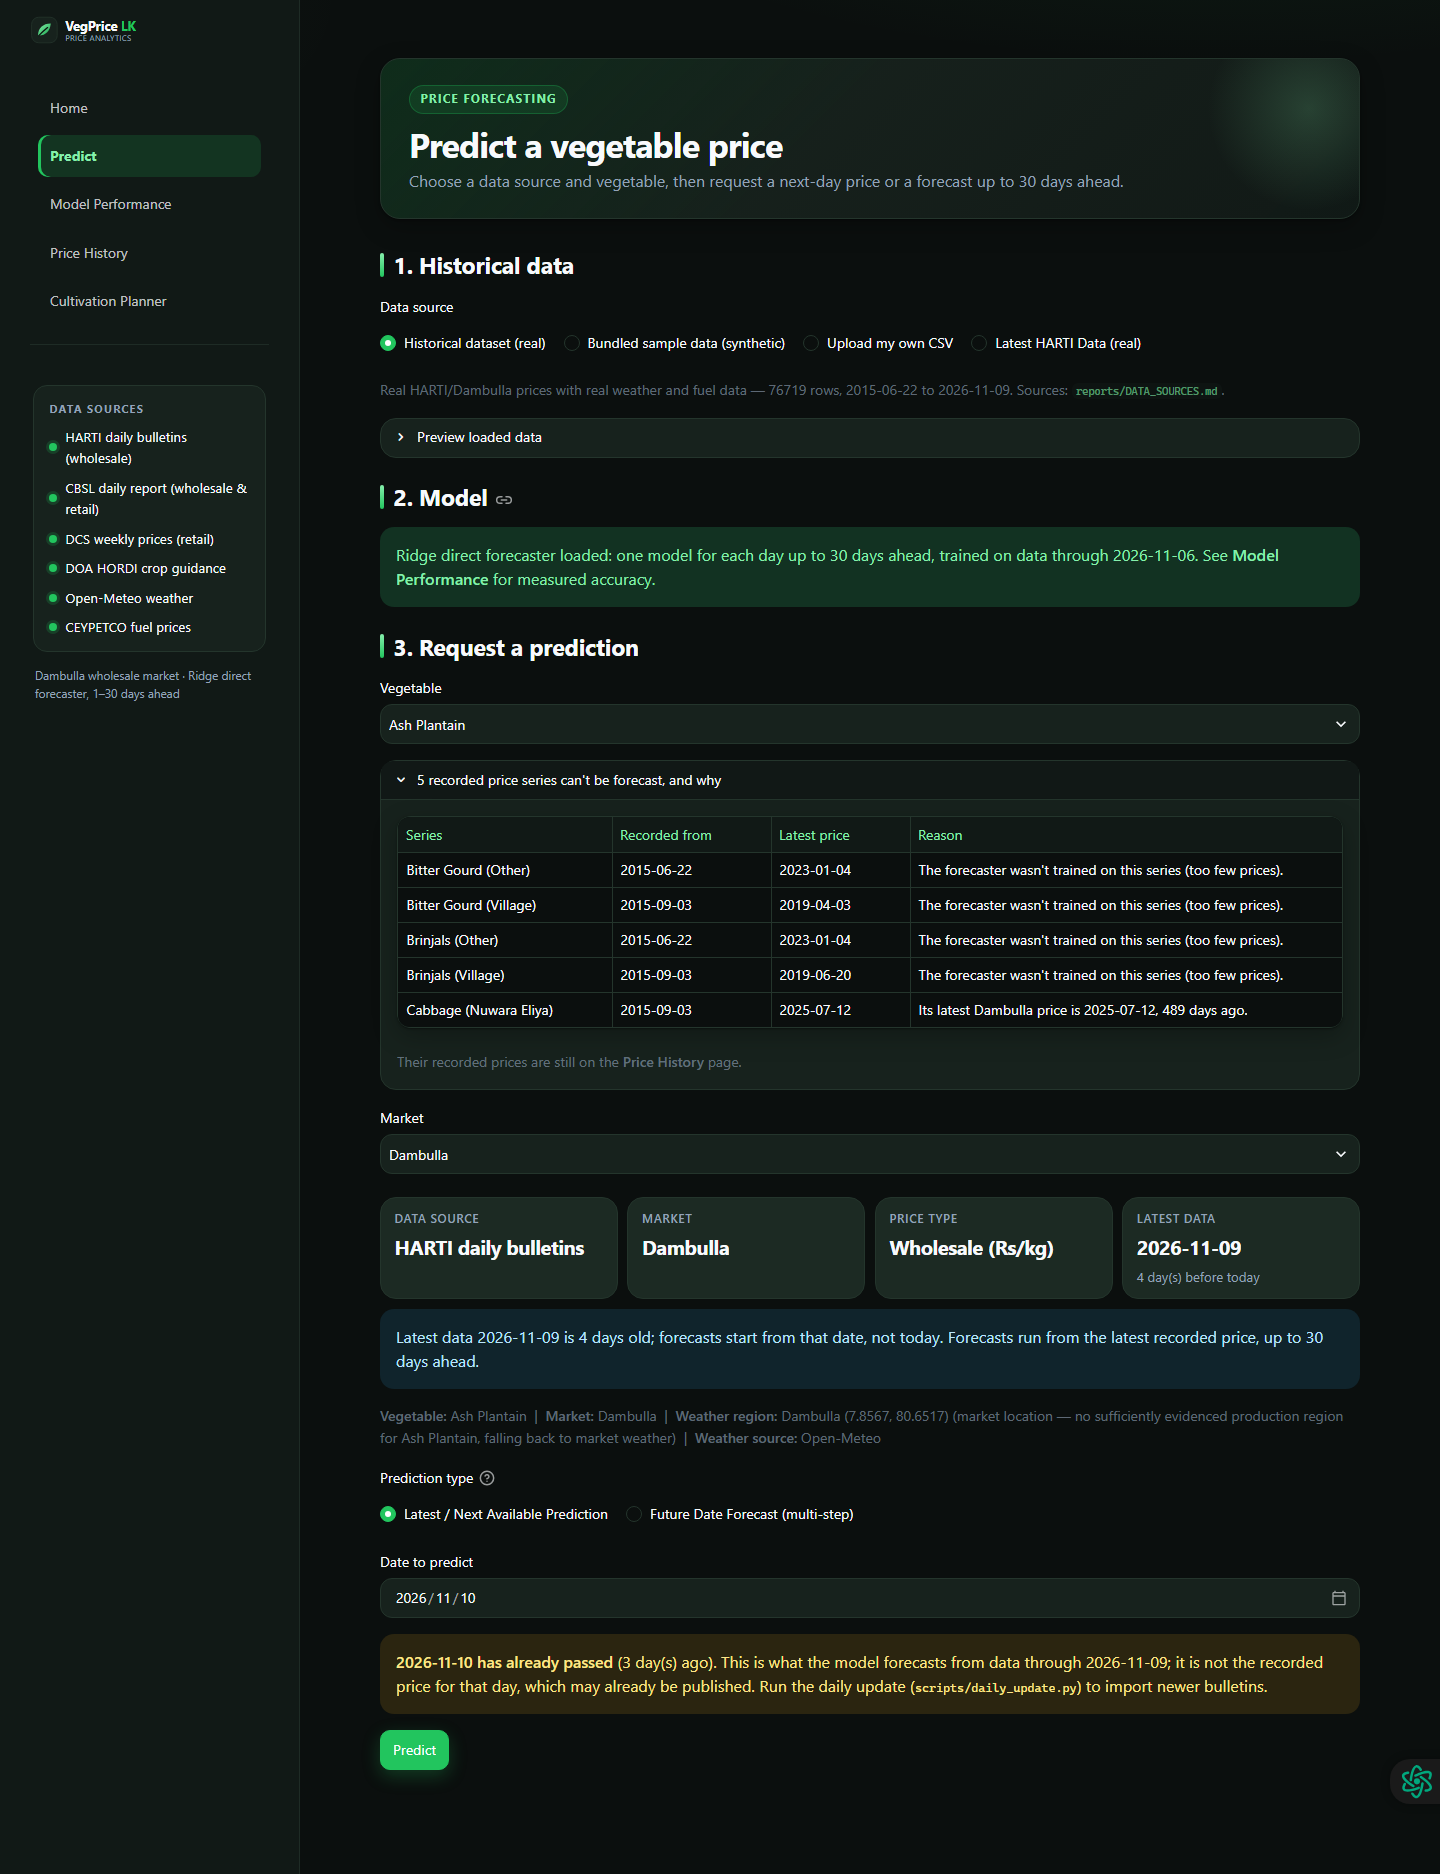 VegPrice LK
PRICE ANALYTICS
Home
Predict
Model Performance
Price History
Cultivation Planner
DATA SOURCES
HARTI daily bulletins
(wholesale)
CBSL daily report (wholesale &
retail)
DCS weekly prices (retail)
DOA HORDI crop guidance
Open-Meteo weather
CEYPETCO fuel prices
Dambulla wholesale market · Ridge direct
forecaster, 1–30 days ahead
PRICE FORECASTING
Predict a vegetable price
Choose a data source and vegetable, then request a next-day price or a forecast up to 30 days ahead.
1. Historical data
Data source
Historical dataset (real)
Bundled sample data (synthetic)
Upload my own CSV
Latest HARTI Data (real)
Real HARTI/Dambulla prices with real weather and fuel data — 76719 rows, 2015-06-22 to 2026-11-09. Sources: reports/DATA_SOURCES.md.
Preview loaded data
2. Model
Ridge direct forecaster loaded: one model for each day up to 30 days ahead, trained on data through 2026-11-06. See Model
Performance for measured accuracy.
3. Request a prediction
Vegetable
Ash Plantain
5 recorded price series can't be forecast, and why
Series Recorded from Latest price Reason
Bitter Gourd (Other) 2015-06-22 2023-01-04 The forecaster wasn't trained on this series (too few prices).
Bitter Gourd (Village) 2015-09-03 2019-04-03 The forecaster wasn't trained on this series (too few prices).
Brinjals (Other) 2015-06-22 2023-01-04 The forecaster wasn't trained on this series (too few prices).
Brinjals (Village) 2015-09-03 2019-06-20 The forecaster wasn't trained on this series (too few prices).
Cabbage (Nuwara Eliya) 2015-09-03 2025-07-12 Its latest Dambulla price is 2025-07-12, 489 days ago.
Their recorded prices are still on the Price History page.
Market
Dambulla
DATA SOURCE
HARTI daily bulletins
MARKET
Dambulla
PRICE TYPE
Wholesale (Rs/kg)
LATEST DATA
2026-11-09
4 day(s) before today
Latest data 2026-11-09 is 4 days old; forecasts start from that date, not today. Forecasts run from the latest recorded price, up to 30
days ahead.
Vegetable: Ash Plantain | Market: Dambulla | Weather region: Dambulla (7.8567, 80.6517) (market location — no sufficiently evidenced production region
for Ash Plantain, falling back to market weather) | Weather source: Open-Meteo
Prediction type
Latest / Next Available Prediction
Future Date Forecast (multi-step)
Date to predict
2026/11/10
2026-11-10 has already passed (3 day(s) ago). This is what the model forecasts from data through 2026-11-09; it is not the recorded
price for that day, which may already be published. Run the daily update (scripts/daily_update.py) to import newer bulletins.
Predict